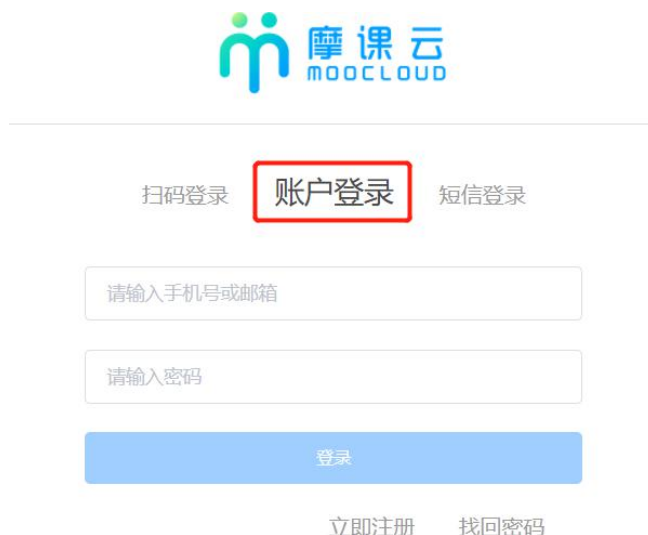 摩课云
MOOCLOUD
扫码登录 账户登录 短信登录
请输入手机号或邮箱
请输入密码
登录
立即注册 找回密码